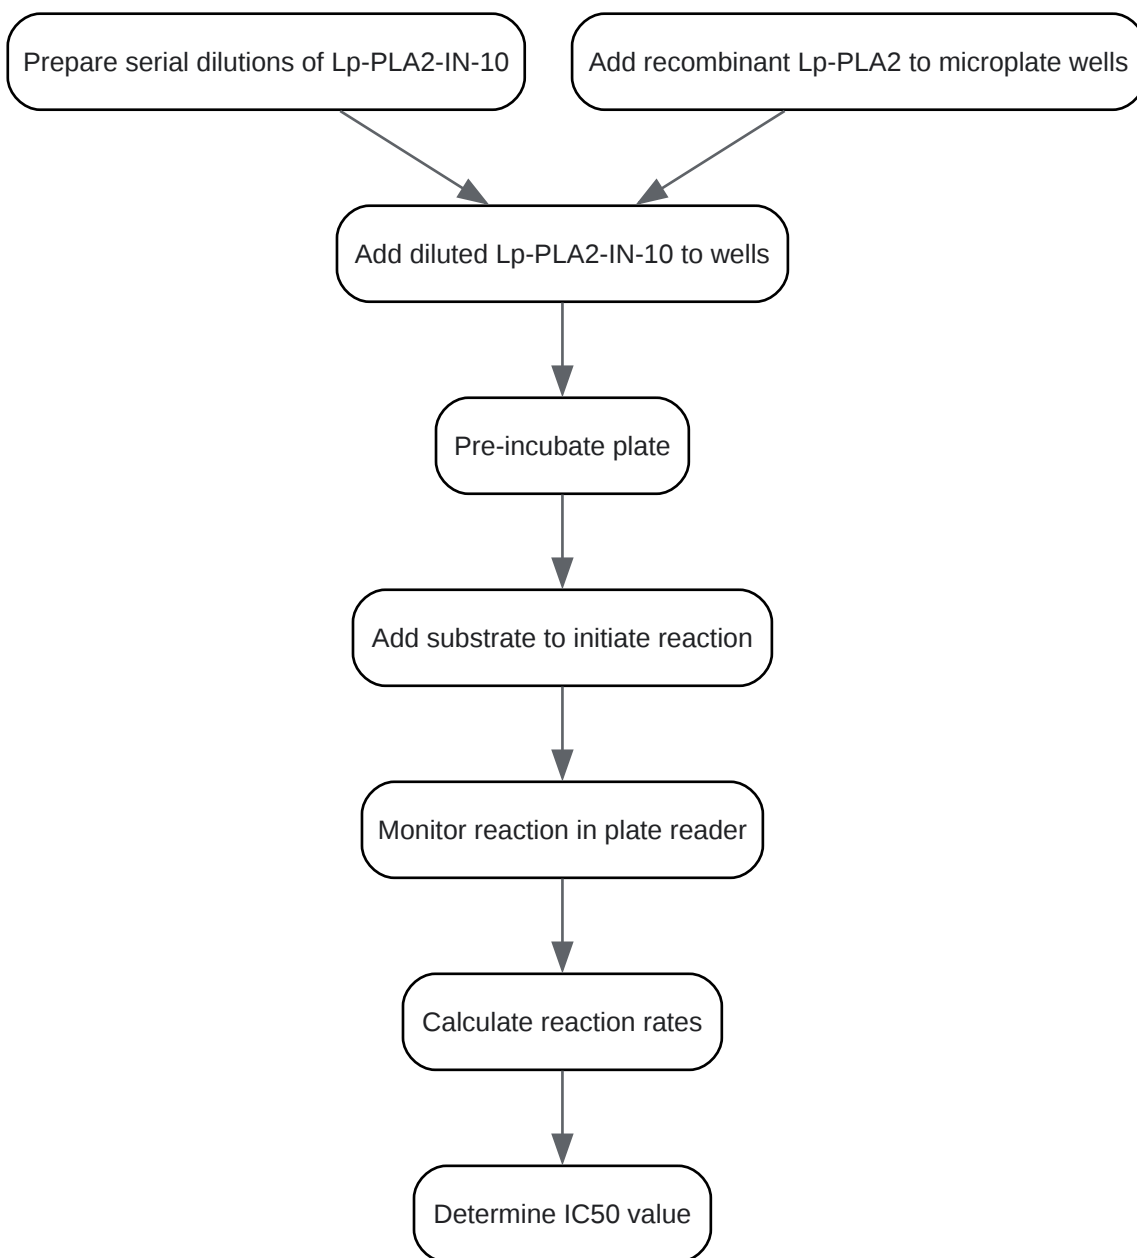 Prepare serial dilutions of Lp-PLA2-IN-10
Add recombinant Lp-PLA2 to microplate wells
Add diluted Lp-PLA2-IN-10 to wells
Pre-incubate plate
Add substrate to initiate reaction
Monitor reaction in plate reader
Calculate reaction rates
Determine IC50 value